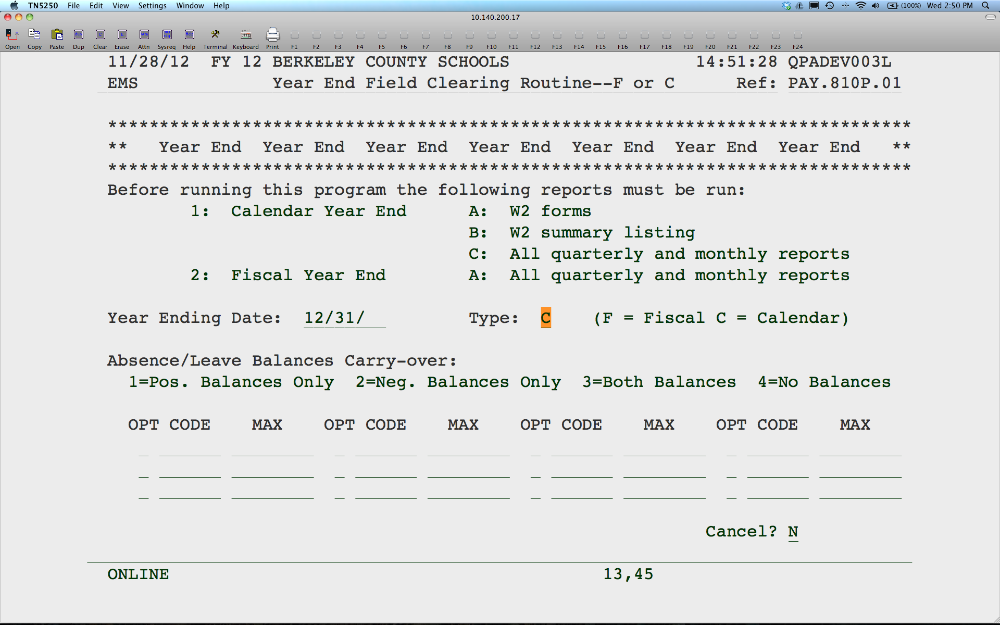 TN5250 File Edit View Settings Window Help (100%) Wed 2:50 PM
10.140.200.17
dup C E attn sys req Help
Open Copy Paste Dup Clear Erase Attn Sysreq Help Terminal Keyboard Print F1 F2 F3 F4 F5 F6 F7 F8 F9 F10 F11 F12 F13 F14 F15 F16 F17 F18 F19 F20 F21 F22 F23 F24
11/28/12 FY 12 BERKELEY COUNTY SCHOOLS 14:51:28 QPADEV003L
EMS Year End Field Clearing Routine--F or C Ref: PAY.810P.01
******************************************************************************
** Year End Year End Year End Year End Year End Year End Year End **
******************************************************************************
Before running this program the following reports must be run:
1: Calendar Year End A: W2 forms
B: W2 summary listing
C: All quarterly and monthly reports
2: Fiscal Year End A: All quarterly and monthly reports
Year Ending Date: 12/31/ Type: C (F = Fiscal C = Calendar)
Absence/Leave Balances Carry-over:
1=Pos. Balances Only 2=Neg. Balances Only 3=Both Balances 4=No Balances
OPT CODE MAX OPT CODE MAX OPT CODE MAX OPT CODE MAX
Cancel? N
ONLINE 13,45